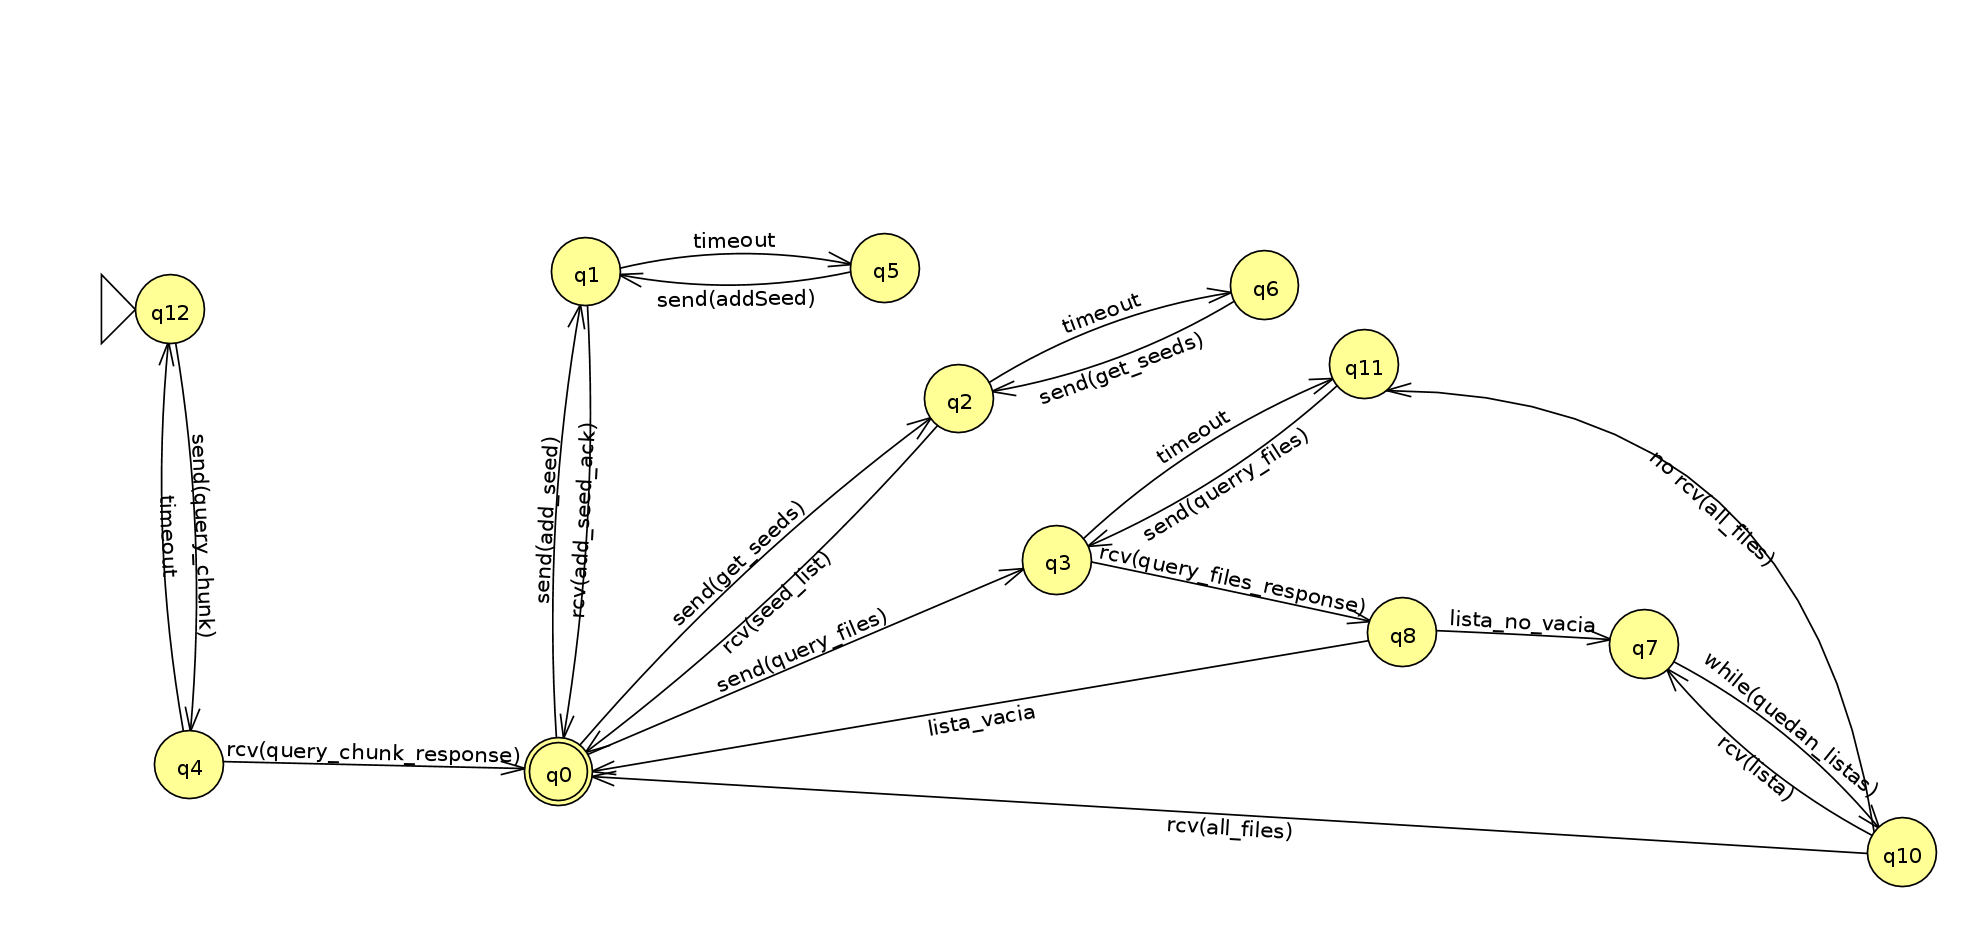 timeout
q1
q5
send(addSeed)
q12
timeout
q6
send(get_seeds)
q2
q11
timeout
send(querry_files)
no rcv(all_files)
send(query_chunk)
timeout
send(add_seed)
rcv(add_seed_ack)
send(get_seeds)
rcv(seed_list)
q3
rcv(query_files_response)
send(query_files)
q8
lista_no_vacia
q7
while(quedan_listas)
rcv(lista)
lista_vacia
q4
rcv(query_chunk_response)
q0
rcv(all_files)
q10